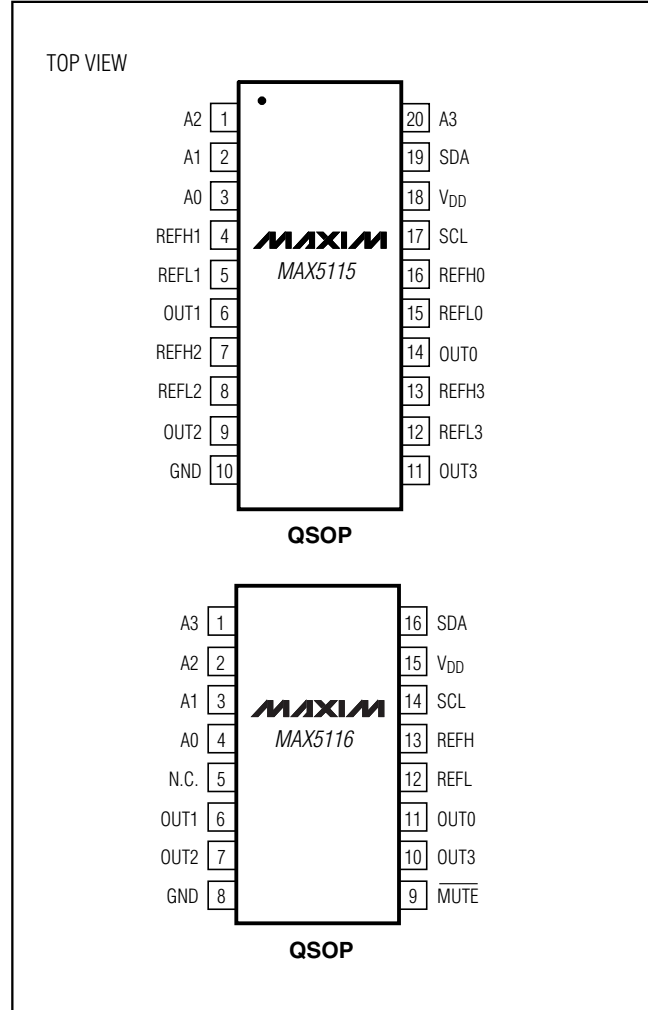 TOP VIEW
A2 1 20 A3
A1 2 19 SDA
A0 3 18 VDD
REFH1 4 MAXIM 17 SCL
REFL1 5 MAX5115 16 REFH0
OUT1 6 15 REFL0
REFH2 7 14 OUT0
REFL2 8 13 REFH3
OUT2 9 12 REFL3
GND 10 11 OUT3
QSOP
A3 1 16 SDA
A2 2 15 VDD
A1 3 MAXIM 14 SCL
A0 4 MAX5116 13 REFH
N.C. 5 12 REFL
OUT1 6 11 OUT0
OUT2 7 10 OUT3
GND 8 9 MUTE
QSOP